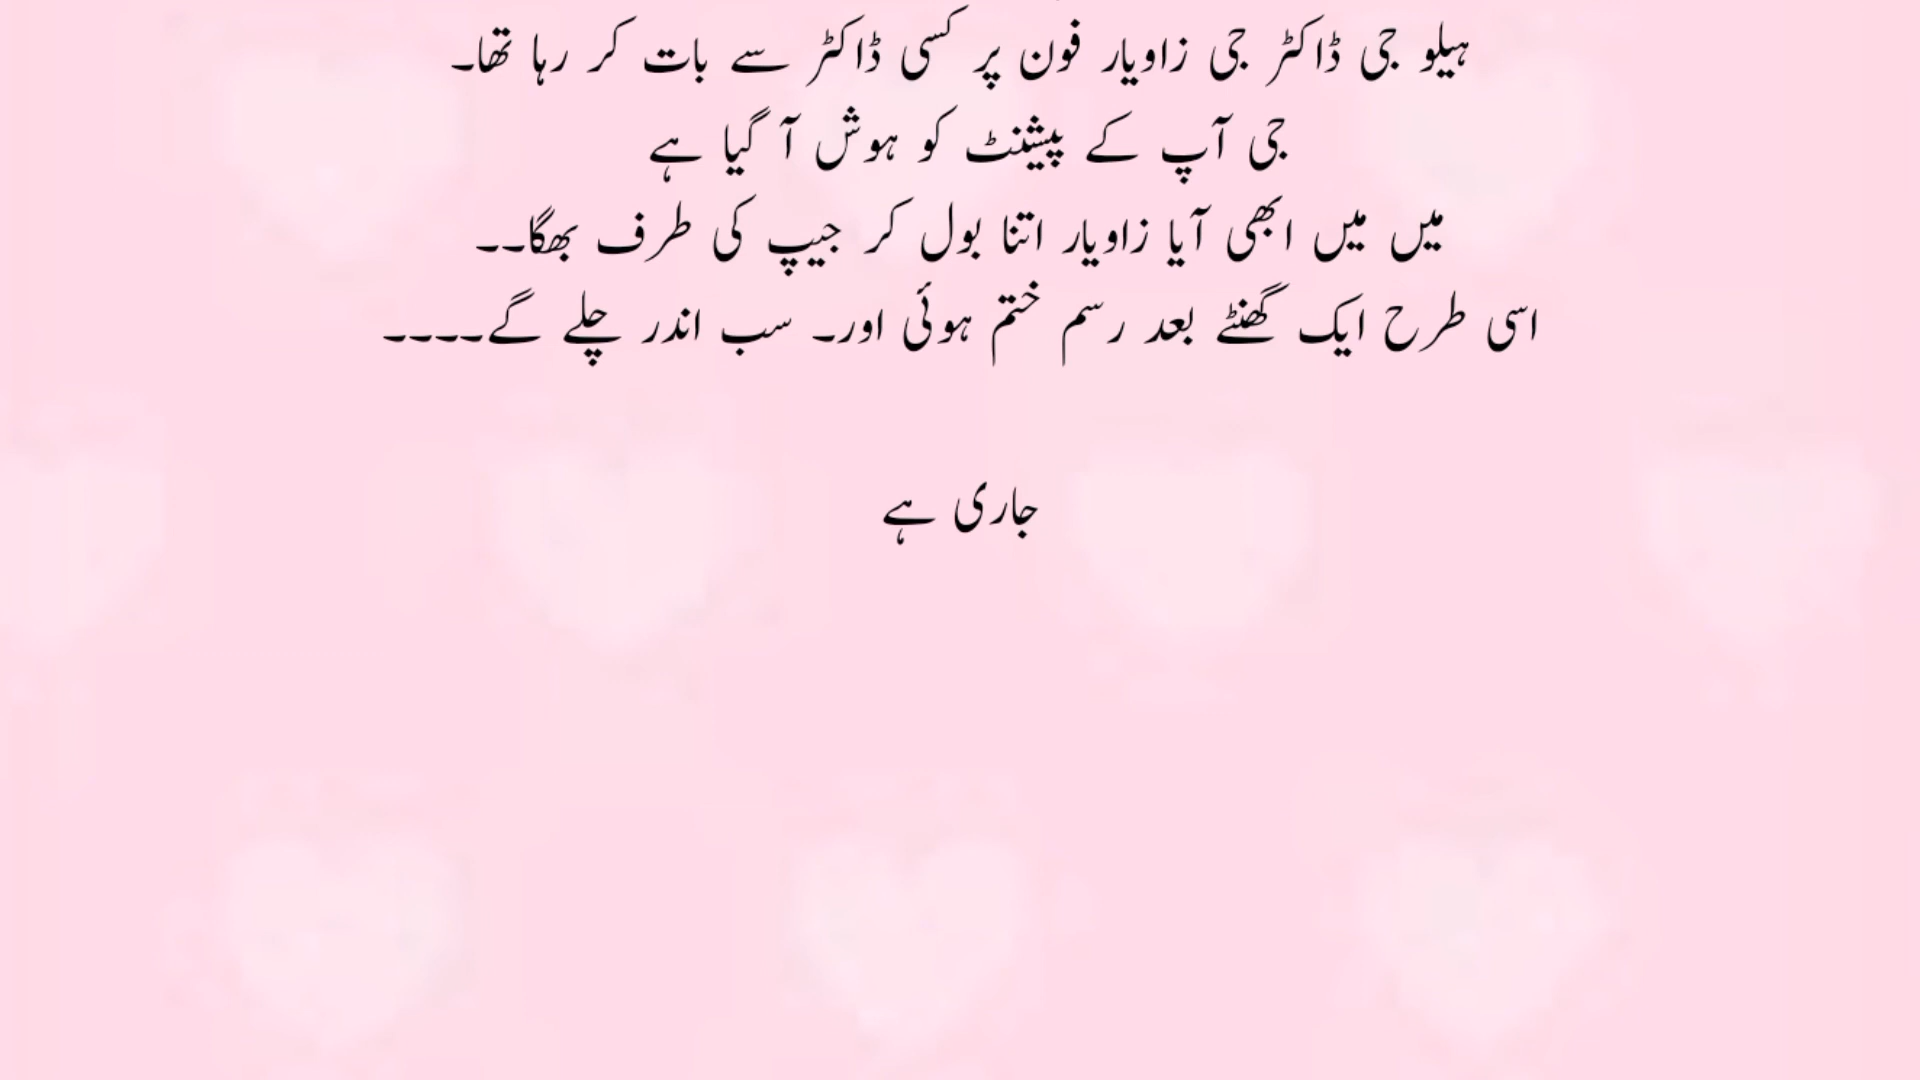 ہیلو جی ڈاکٹر جی زاویار فون پر کسی ڈاکٹر سے بات کر رہا تھا۔
جی آپ کے پیشنٹ کو ہوش آ گیا ہے
میں میں ابھی آیا زاویار اتنا بول کر جیپ کی طرف بھگا۔۔
اسی طرح ایک گھنٹے بعد رسم ختم ہوئی اور۔ سب اندر چلے گے۔۔۔۔
جاری ہے